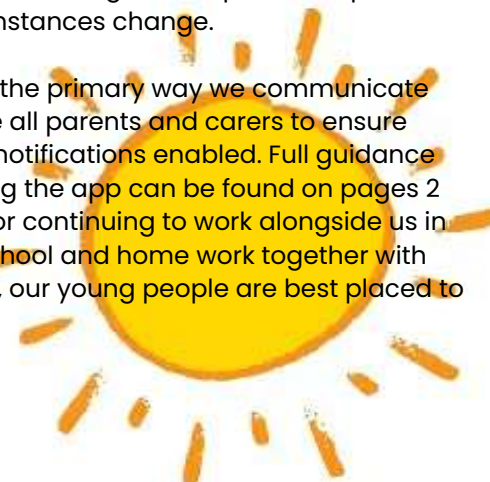 nstances change.
the primary way we communicate
all parents and carers to ensure
notifications enabled. Full guidance
the app can be found on pages 2
or continuing to work alongside us in
hool and home work together with
, our young people are best placed to